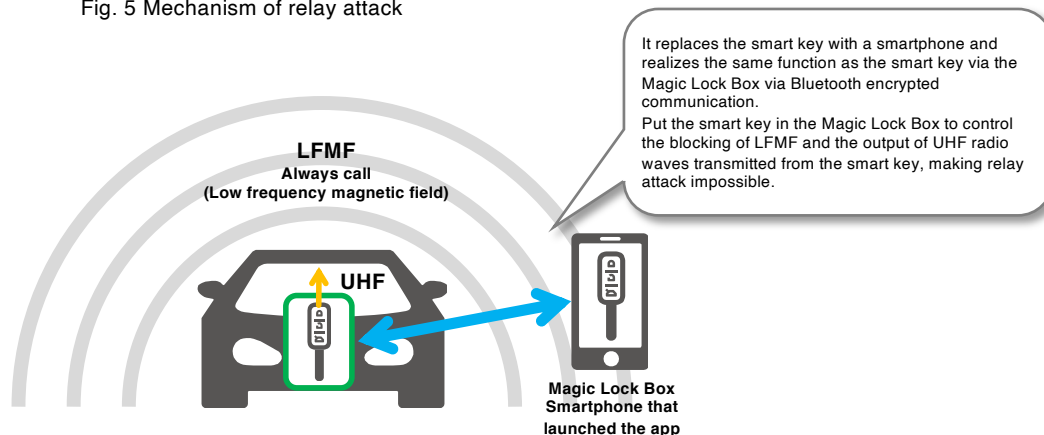 Fig. 5 Mechanism of relay attack
It replaces the smart key with a smartphone and
realizes the same function as the smart key via the
Magic Lock Box via Bluetooth encrypted
communication.
Put the smart key in the Magic Lock Box to control
the blocking of LFMF and the output of UHF radio
waves transmitted from the smart key, making relay
attack impossible.
LFMF
Always call
(Low frequency magnetic field)
UHF
Magic Lock Box
Smartphone that
launched the app